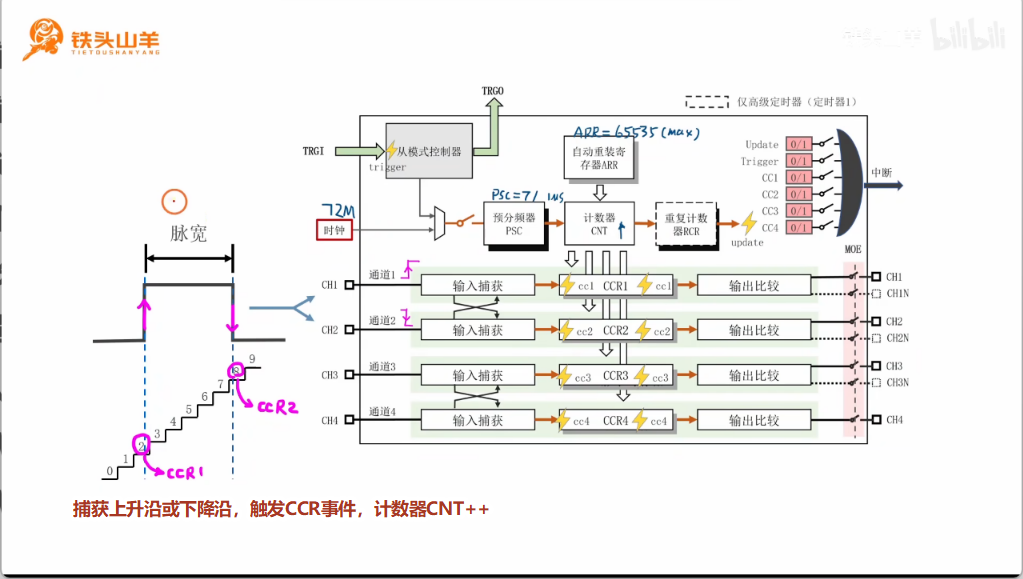 铁头山羊
TIETOUSHANYANG
bilibili
TRGO
仅高级定时器（定时器1）
TRGI
从模式控制器
trigger
ARR=65535(max)
自动重装寄存器ARR
Update 0/1
Trigger 0/1
CC1 0/1
CC2 0/1
CC3 0/1
CC4 0/1
中断
72M
时钟
PSC=71 1us
预分频器PSC
计数器CNT
重复计数器RCR
update
MOE
脉宽
CH1 通道1 输入捕获 cc1 CCR1 cc1 输出比较 CH1
CH1N
CH2 通道2 输入捕获 cc2 CCR2 cc2 输出比较 CH2
CH2N
CH3 通道3 输入捕获 cc3 CCR3 cc3 输出比较 CH3
CH3N
CH4 通道4 输入捕获 cc4 CCR4 cc4 输出比较 CH4
0 1 2 3 4 5 6 7 8 9
CCR2
CCR1
捕获上升沿或下降沿，触发CCR事件，计数器CNT++